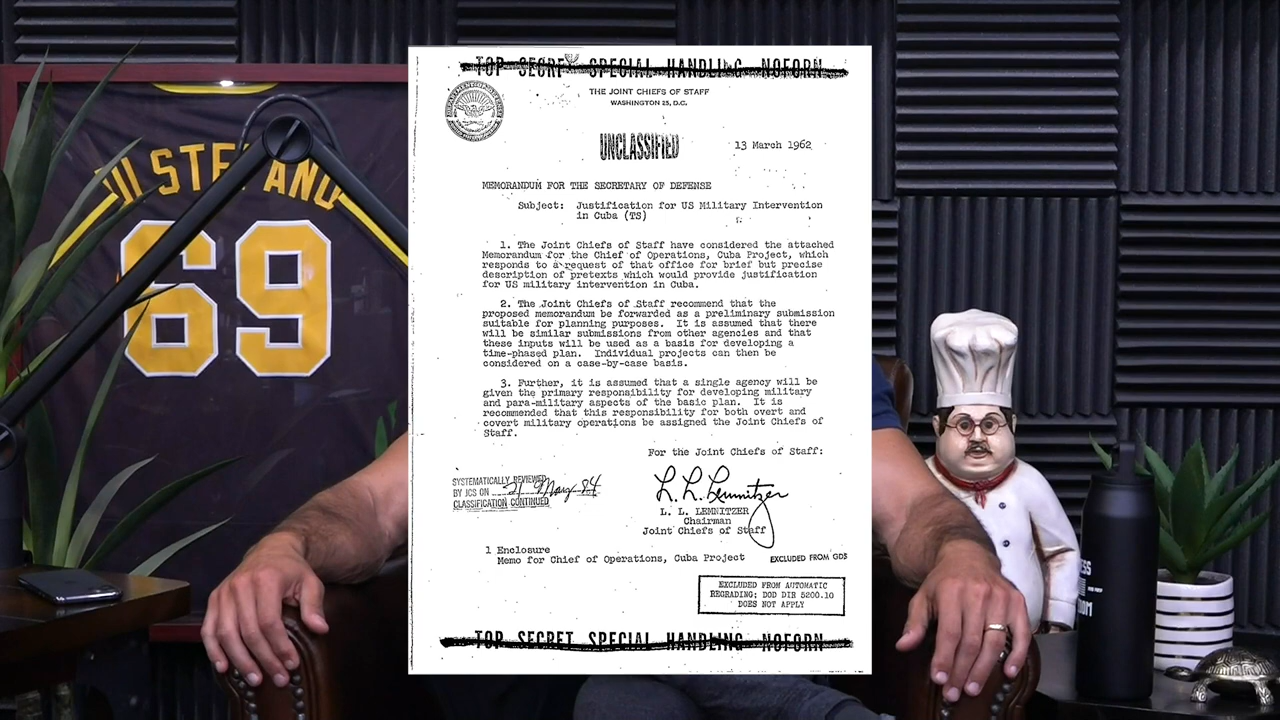 TOP SECRET SPECIAL HANDLING NOFORN
THE JOINT CHIEFS OF STAFF
WASHINGTON 25, D.C.
UNCLASSIFIED
13 March 1962
MEMORANDUM FOR THE SECRETARY OF DEFENSE
Subject: Justification for US Military Intervention
in Cuba (TS)
1. The Joint Chiefs of Staff have considered the attached
Memorandum for the Chief of Operations, Cuba Project, which
responds to a request of that office for brief but precise
description of pretexts which would provide justification
for US military intervention in Cuba.
2. The Joint Chiefs of Staff recommend that the
proposed memorandum be forwarded as a preliminary submission
suitable for planning purposes. It is assumed that there
will be similar submissions from other agencies and that
these inputs will be used as a basis for developing a
time-phased plan. Individual projects can then be
considered on a case-by-case basis.
3. Further, it is assumed that a single agency will be
given the primary responsibility for developing military
and para-military aspects of the basic plan. It is
recommended that this responsibility for both overt and
covert military operations be assigned the Joint Chiefs of
Staff.
For the Joint Chiefs of Staff:
SYSTEMATICALLY REVIEWED
BY JCS ON 21 May 84
CLASSIFICATION CONTINUED
L. L. Lemnitzer
L. L. LEMNITZER
Chairman
Joint Chiefs of Staff
1 Enclosure
Memo for Chief of Operations, Cuba Project
EXCLUDED FROM GDS
EXCLUDED FROM AUTOMATIC
REGRADING; DOD DIR 5200.10
DOES NOT APPLY
TOP SECRET SPECIAL HANDLING NOFORN
DI STEFANO
69